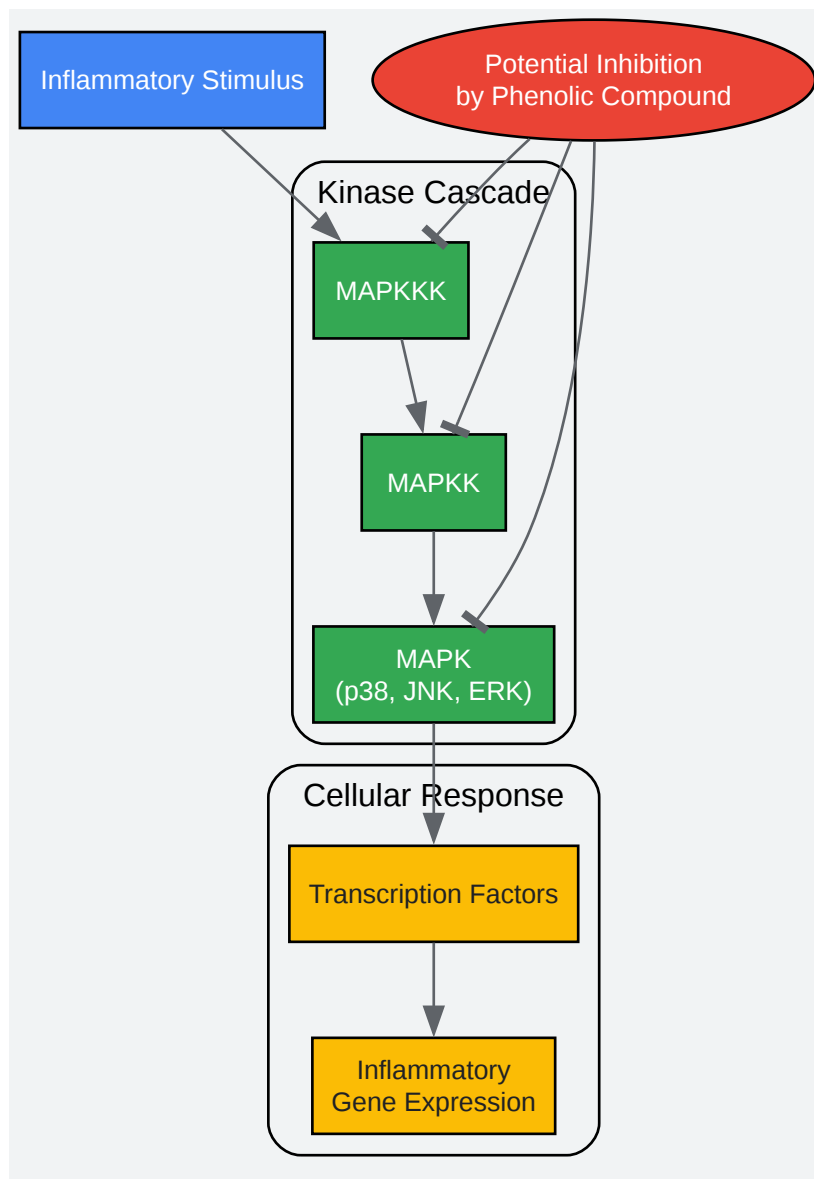 Inflammatory Stimulus
Potential Inhibition
by Phenolic Compound
Kinase Cascade
MAPKKK
MAPKK
MAPK
(p38, JNK, ERK)
Cellular Response
Transcription Factors
Inflammatory
Gene Expression